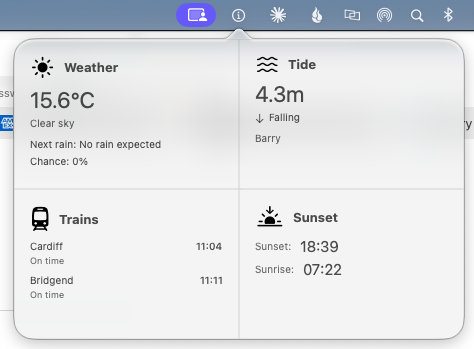 Weather
15.6°C
Clear sky
Next rain: No rain expected
Chance: 0%
Tide
4.3m
↓ Falling
Barry
Trains
Cardiff 11:04
On time
Bridgend 11:11
On time
Sunset
Sunset: 18:39
Sunrise: 07:22